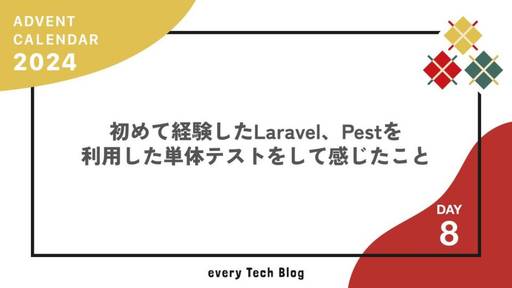 ADVENT
CALENDAR
2024
初めて経験したLaravel、Pestを
利用した単体テストをして感じたこと
DAY
8
every Tech Blog